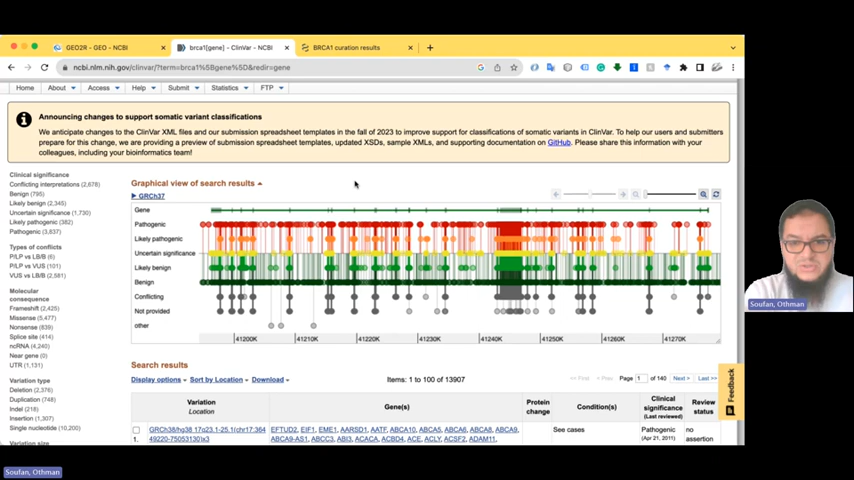 GEO2R - GEO - NCBI
brca1[gene] - ClinVar - NCBI
BRCA1 curation results
ncbi.nlm.nih.gov/clinvar/?term=brca1%5Bgene%5D&redir=gene
Home
About
Access
Help
Submit
Statistics
FTP
Announcing changes to support somatic variant classifications
We anticipate changes to the ClinVar XML files and our submission spreadsheet templates in the fall of 2023 to improve support for classifications of somatic variants in ClinVar. To help our users and submitters
prepare for this change, we are providing a preview of submission spreadsheet templates, updated XSDs, sample XMLs, and supporting documentation on GitHub. Please share this information with your
colleagues, including your bioinformatics team!
Clinical significance
Conflicting interpretations (2,678)
Benign (795)
Likely benign (2,345)
Uncertain significance (1,730)
Likely pathogenic (382)
Pathogenic (3,837)
Types of conflicts
P/LP vs LB/B (6)
P/LP vs VUS (101)
VUS vs LB/B (2,581)
Molecular
consequence
Frameshift (2,425)
Missense (5,477)
Nonsense (839)
Splice site (414)
ncRNA (4,240)
Near gene (0)
UTR (1,131)
Variation type
Deletion (2,376)
Duplication (748)
Indel (218)
Insertion (1,307)
Single nucleotide (10,200)
Variation size
Graphical view of search results
GRCh37
Gene
Pathogenic
Likely pathogenic
Uncertain significance
Likely benign
Benign
Conflicting
Not provided
other
41200K
41210K
41220K
41230K
41240K
41250K
41260K
41270K
Search results
Display options
Sort by Location
Download
Items: 1 to 100 of 13907
<< First
< Prev
Page 1 of 140
Next >
Last >>
Variation
Location
Gene(s)
Protein
change
Condition(s)
Clinical
significance
(Last reviewed)
Review
status
1.
GRCh38/hg38 17q23.1-25.1(chr17:364
49220-75053130)x3
EFTUD2, EIF1, EME1, AARSD1, AATF, ABCA10, ABCA5, ABCA6, ABCA8, ABCA9,
ABCA9-AS1, ABCC3, ABI3, ACACA, ACBD4, ACE, ACLY, ACSF2, ADAM11,
See cases
Pathogenic
(Apr 21, 2011)
no
assertion
Feedback
Soufan, Othman
Soufan, Othman